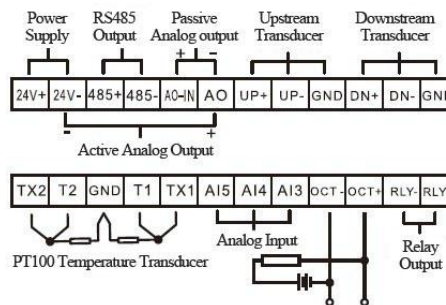 Power Supply
RS485 Output
Passive Analog output
Upstream Transducer
Downstream Transducer
+ -
24V+ 24V- 485+ 485- AO-IN AO UP+ UP- GND DN+ DN- GND
- +
Active Analog Output
TX2 T2 GND T1 TX1 AI5 AI4 AI3 OCT- OCT+ RLY- RLY
Analog Input
PT100 Temperature Transducer
Relay Output